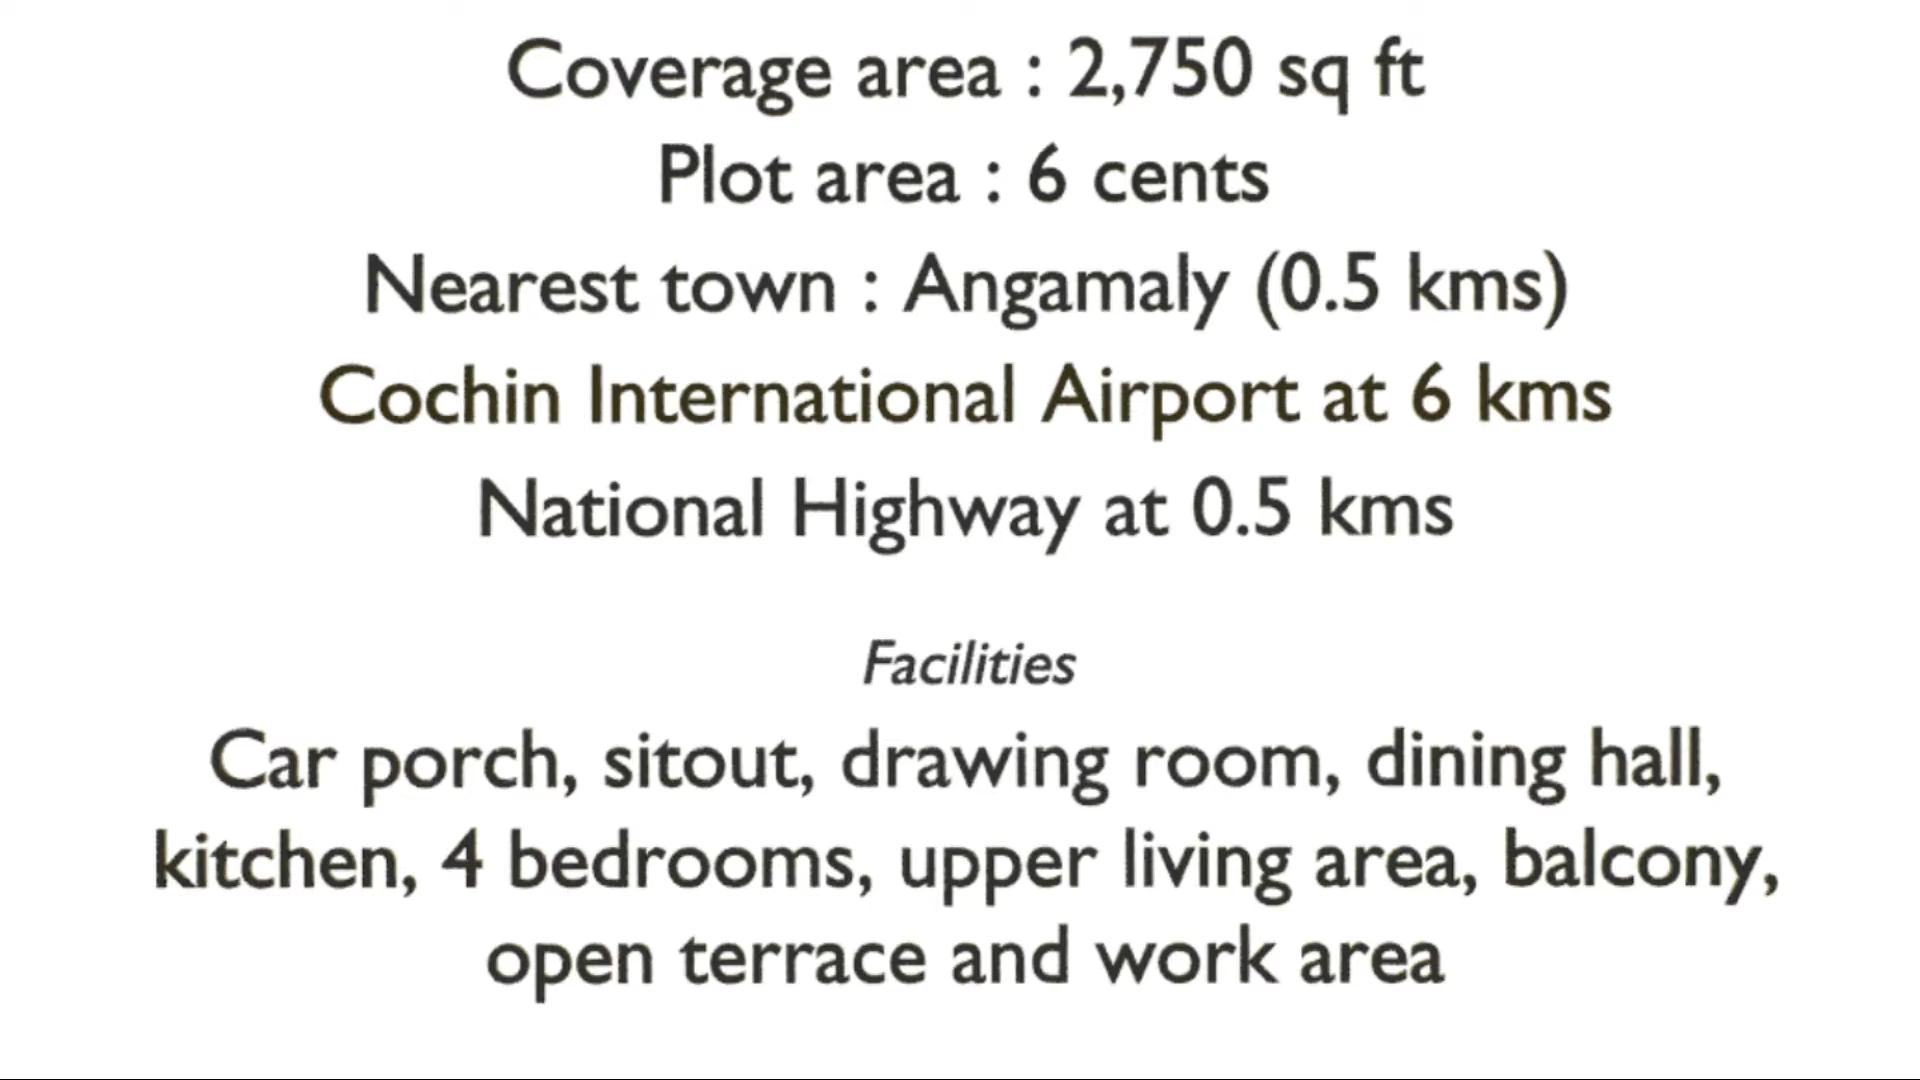 Coverage area : 2,750 sq ft
Plot area : 6 cents
Nearest town : Angamaly (0.5 kms)
Cochin International Airport at 6 kms
National Highway at 0.5 kms
Facilities
Car porch, sitout, drawing room, dining hall,
kitchen, 4 bedrooms, upper living area, balcony,
open terrace and work area